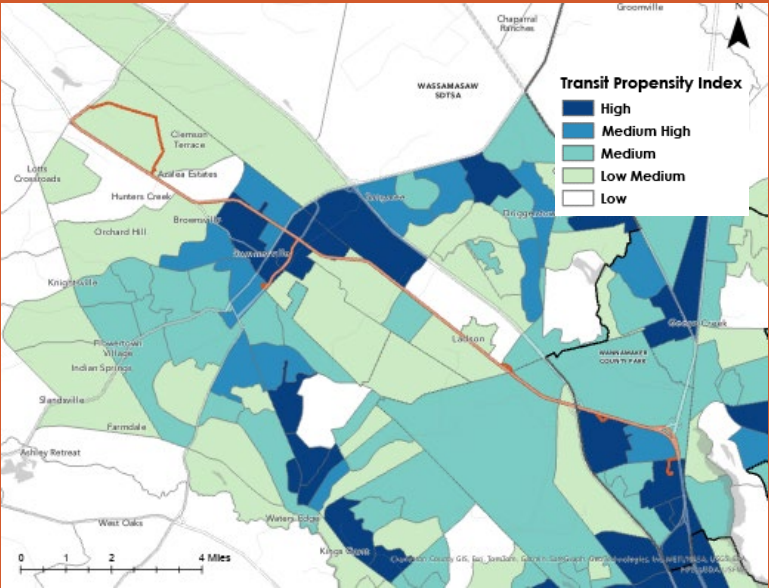 Groomville
N
Chaparral
Ranches
WASSAMASAW
SDTSA
Transit Propensity Index
High
Medium High
Medium
Low Medium
Low
Clemson
Terrace
Lotts
Crossroads
Azalea Estates
Hunters Creek
Brownsville
Orchard Hill
Summerville
Knightsville
Goose Creek
Ladson
Flowertown
Village
WANNAMAKER
COUNTY PARK
Indian Springs
Slandsville
Farmdale
Ashley Retreat
Waters Edge
West Oaks
Kings Grant
0 1 2 4 Miles